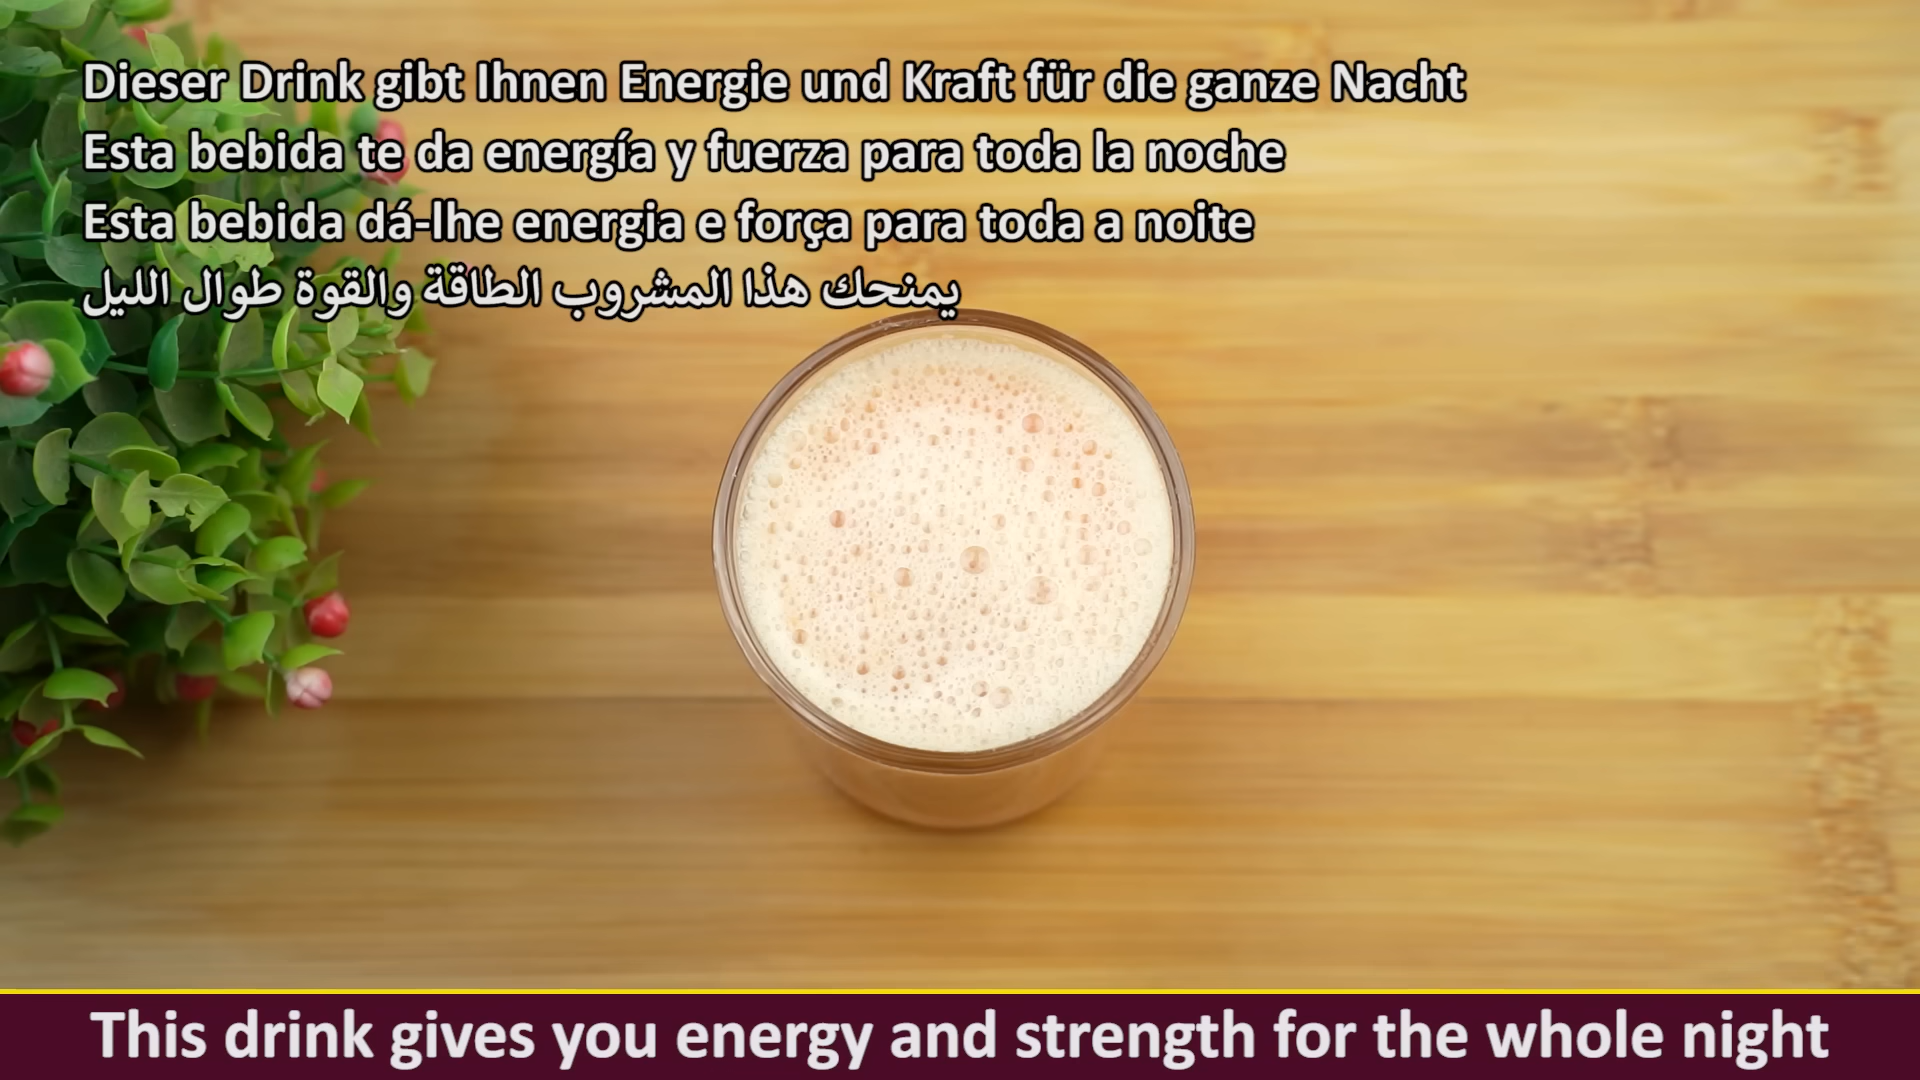 Dieser Drink gibt Ihnen Energie und Kraft für die ganze Nacht
Esta bebida te da energía y fuerza para toda la noche
Esta bebida dá-lhe energia e força para toda a noite
يمنحك هذا المشروب الطاقة والقوة طوال الليل
This drink gives you energy and strength for the whole night